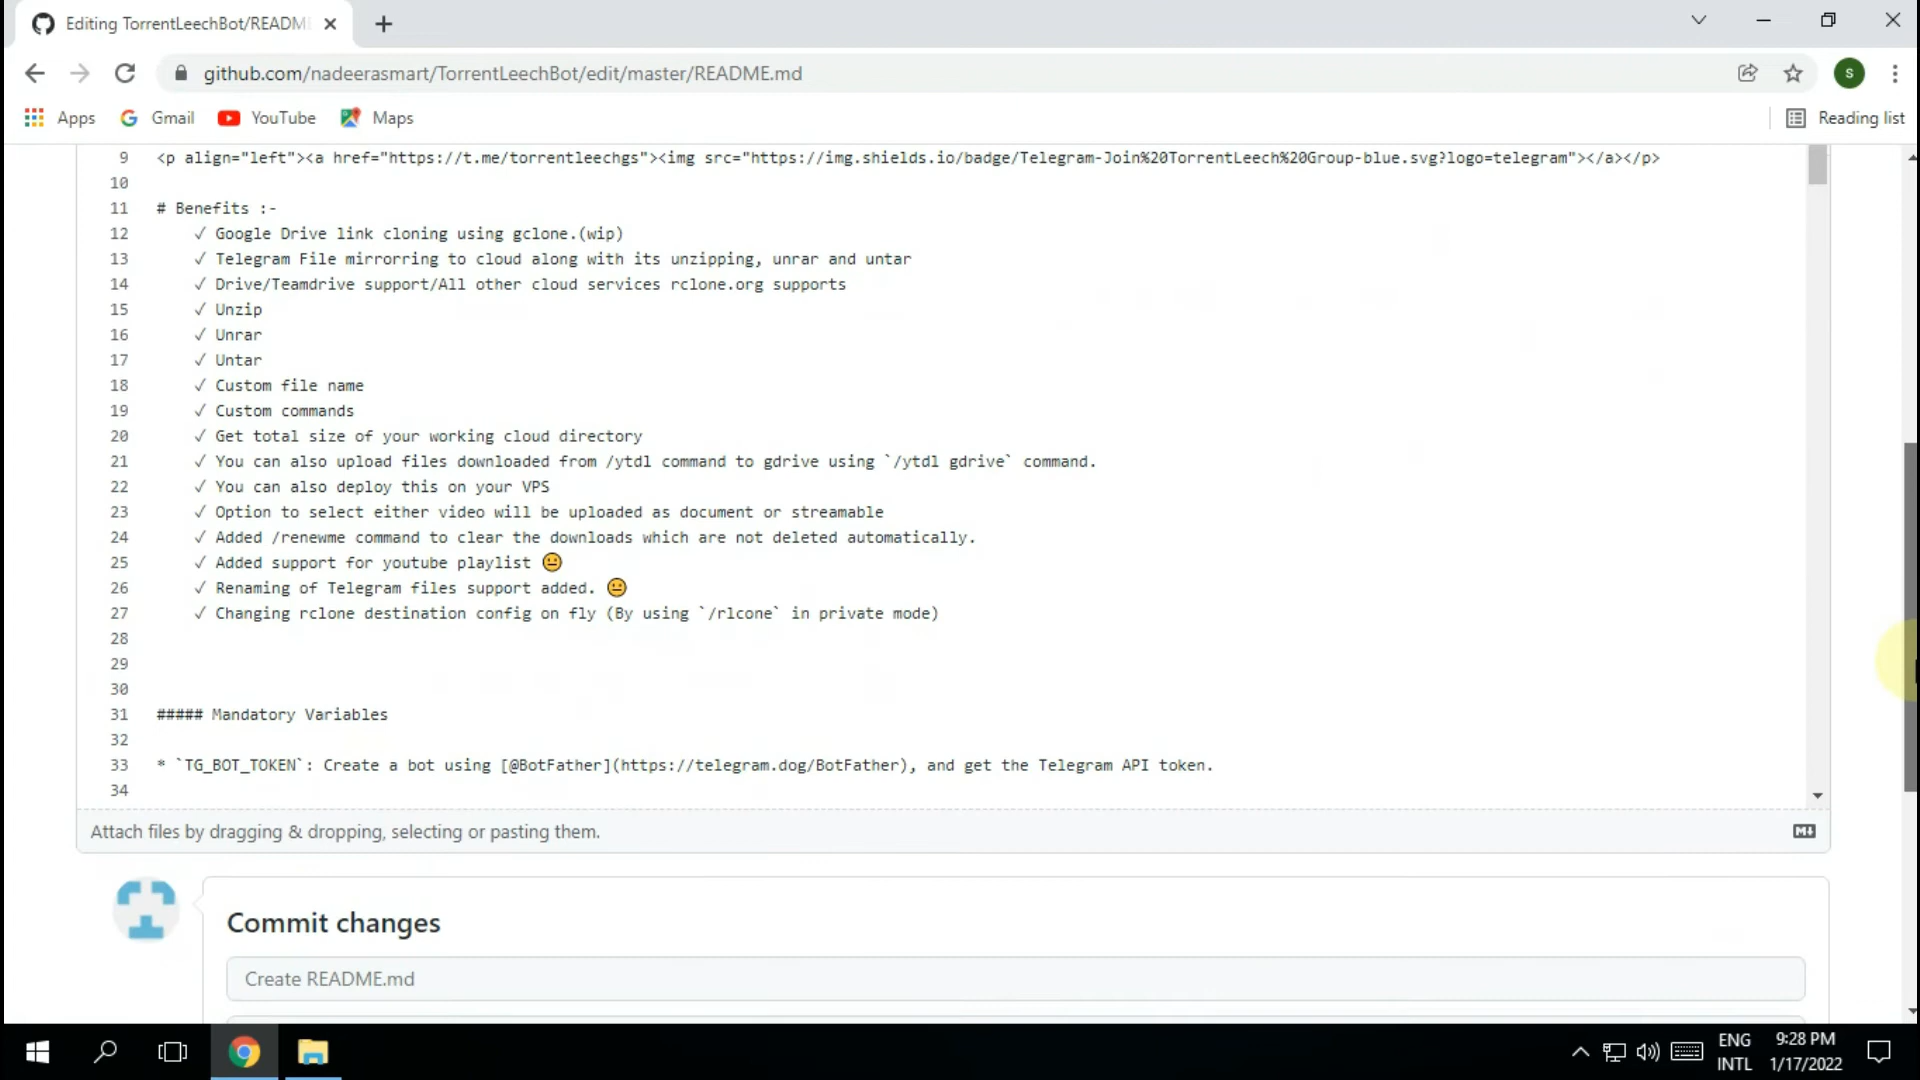 Editing TorrentLeechBot/READM
github.com/nadeerasmart/TorrentLeechBot/edit/master/README.md
S
Apps
Gmail
YouTube
Maps
Reading list
9 <p align="left"><a href="https://t.me/torrentleechgs"><img src="https://img.shields.io/badge/Telegram-Join%20TorrentLeech%20Group-blue.svg?logo=telegram"></a></p>
10
11 # Benefits :-
12 ✓ Google Drive link cloning using gclone.(wip)
13 ✓ Telegram File mirrorring to cloud along with its unzipping, unrar and untar
14 ✓ Drive/Teamdrive support/All other cloud services rclone.org supports
15 ✓ Unzip
16 ✓ Unrar
17 ✓ Untar
18 ✓ Custom file name
19 ✓ Custom commands
20 ✓ Get total size of your working cloud directory
21 ✓ You can also upload files downloaded from /ytdl command to gdrive using `/ytdl gdrive` command.
22 ✓ You can also deploy this on your VPS
23 ✓ Option to select either video will be uploaded as document or streamable
24 ✓ Added /renewme command to clear the downloads which are not deleted automatically.
25 ✓ Added support for youtube playlist 😐
26 ✓ Renaming of Telegram files support added. 😐
27 ✓ Changing rclone destination config on fly (By using `/rlcone` in private mode)
28
29
30
31 ##### Mandatory Variables
32
33 * `TG_BOT_TOKEN`: Create a bot using [@BotFather](https://telegram.dog/BotFather), and get the Telegram API token.
34
Attach files by dragging & dropping, selecting or pasting them.
Commit changes
Create README.md
ENG
INTL
9:28 PM
1/17/2022